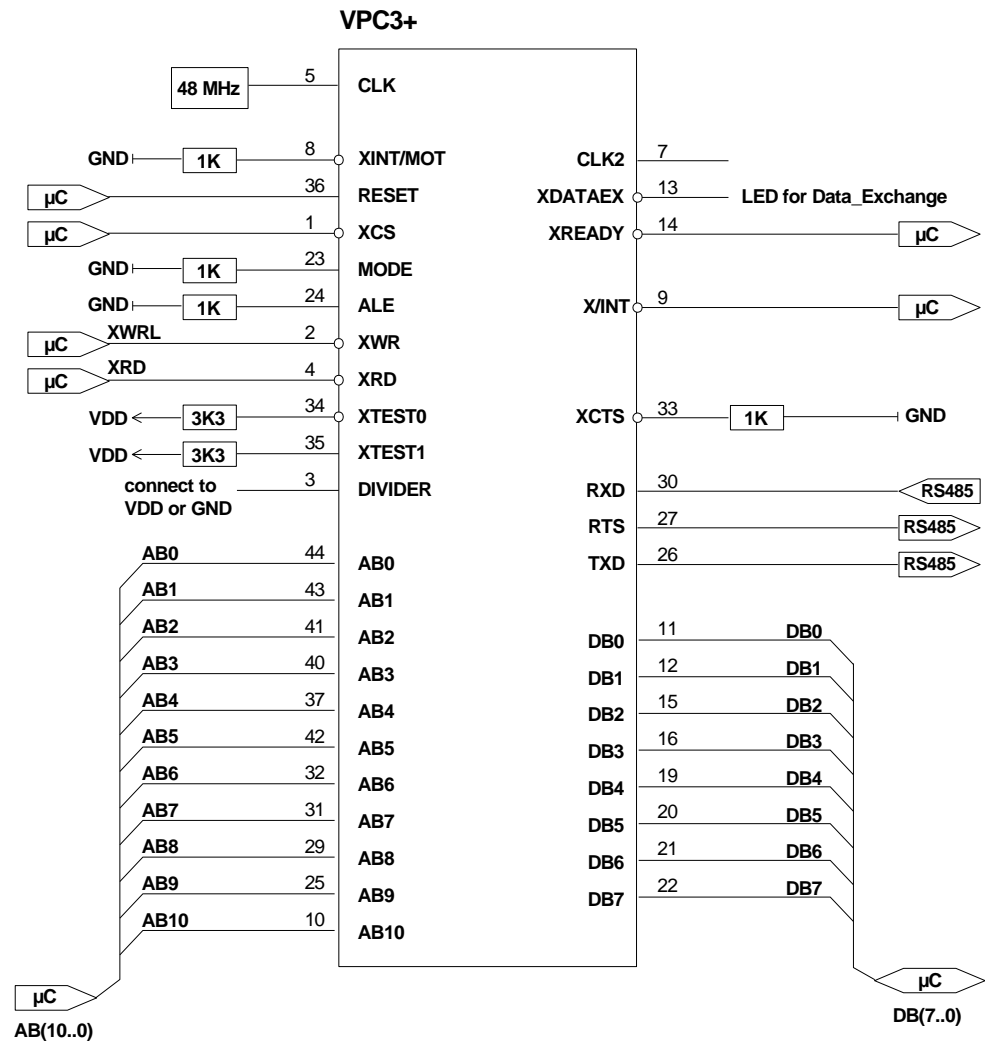 VPC3+
48 MHz 5 CLK
GND 1K 8 XINT/MOT CLK2 7
µC 36 RESET XDATAEX 13 LED for Data_Exchange
µC 1 XCS XREADY 14 µC
GND 1K 23 MODE
GND 1K 24 ALE X/INT 9 µC
µC XWRL 2 XWR
µC XRD 4 XRD
VDD 3K3 34 XTEST0 XCTS 33 1K GND
VDD 3K3 35 XTEST1
connect to
VDD or GND
3 DIVIDER RXD 30 RS485
RTS 27 RS485
AB0 44 AB0 TXD 26 RS485
AB1 43 AB1
AB2 41 AB2 DB0 11 DB0
AB3 40 AB3 DB1 12 DB1
AB4 37 AB4 DB2 15 DB2
AB5 42 AB5 DB3 16 DB3
AB6 32 AB6 DB4 19 DB4
AB7 31 AB7 DB5 20 DB5
AB8 29 AB8 DB6 21 DB6
AB9 25 AB9 DB7 22 DB7
AB10 10 AB10
µC µC
AB(10..0) DB(7..0)